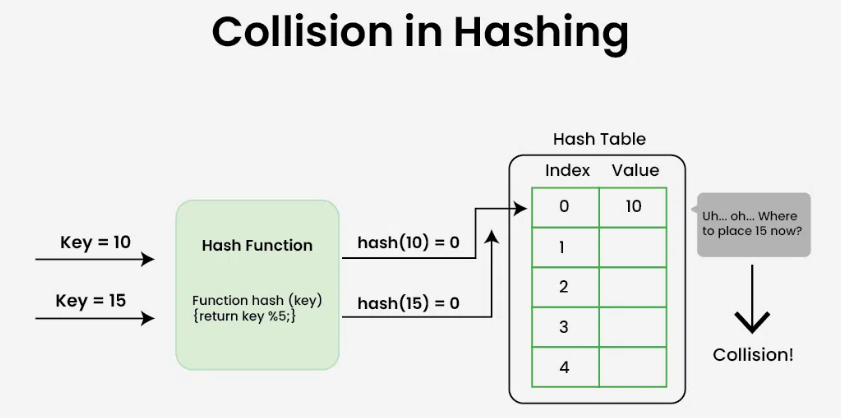 Collision in Hashing
Hash Table
Index Value
Key = 10
Key = 15
Hash Function
Function hash (key)
{return key %5;}
hash(10) = 0
hash(15) = 0
0 10
1
2
3
4
Uh... oh... Where
to place 15 now?
Collision!